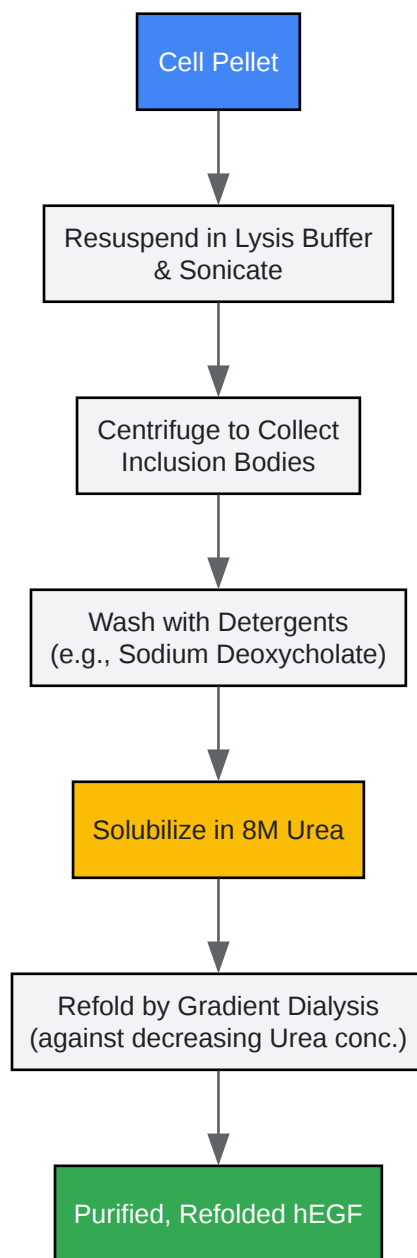 Cell Pellet
Resuspend in Lysis Buffer
& Sonicate
Centrifuge to Collect
Inclusion Bodies
Wash with Detergents
(e.g., Sodium Deoxycholate)
Solubilize in 8M Urea
Refold by Gradient Dialysis
(against decreasing Urea conc.)
Purified, Refolded hEGF